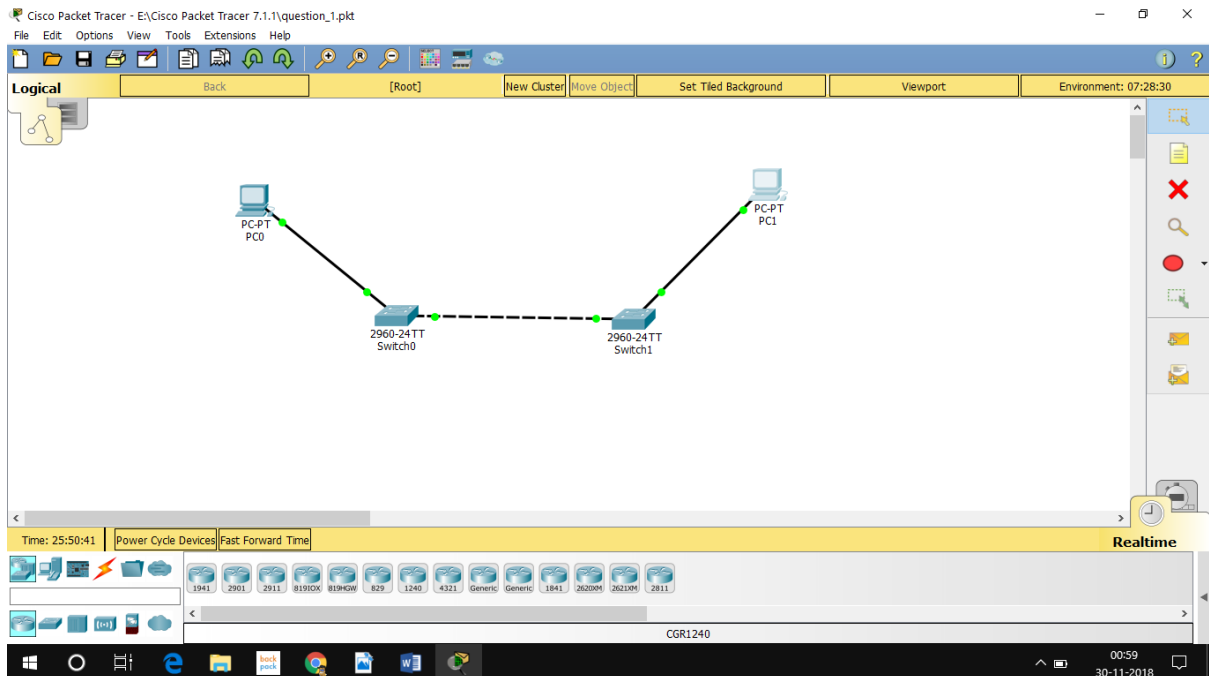 Cisco Packet Tracer - E:\Cisco Packet Tracer 7.1.1\question_1.pkt
File Edit Options View Tools Extensions Help
Logical Back [Root] New Cluster Move Object Set Tiled Background Viewport Environment: 07:28:30
PC-PT
PC0
PC-PT
PC1
2960-24TT
Switch0
2960-24TT
Switch1
Time: 25:50:41 Power Cycle Devices Fast Forward Time Realtime
1941 2901 2911 819IOX 819HGW 829 1240 4321 Generic Generic 1841 2620XM 2621XM 2811
CGR1240
back
pack
00:59
30-11-2018